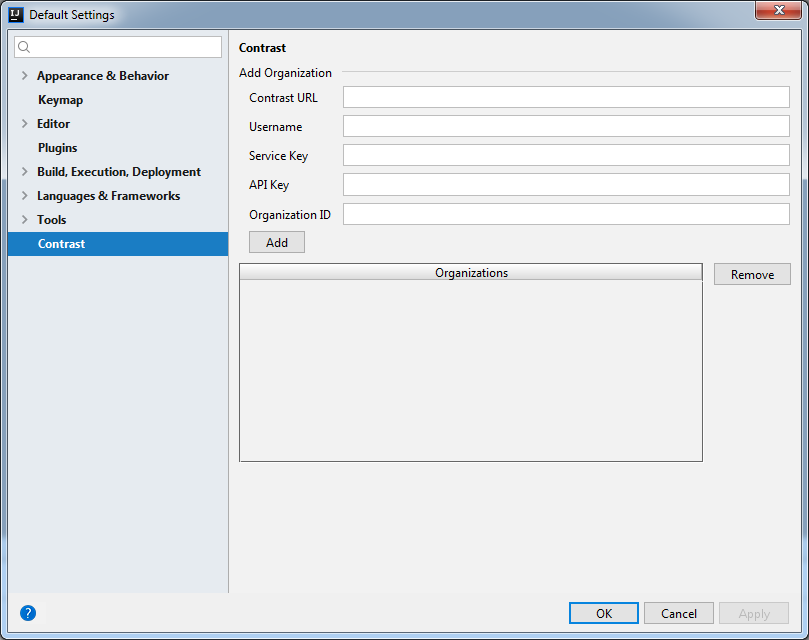 Default Settings
Appearance & Behavior
Keymap
Editor
Plugins
Build, Execution, Deployment
Languages & Frameworks
Tools
Contrast
Contrast
Add Organization
Contrast URL
Username
Service Key
API Key
Organization ID
Add
Organizations
Remove
?
OK
Cancel
Apply